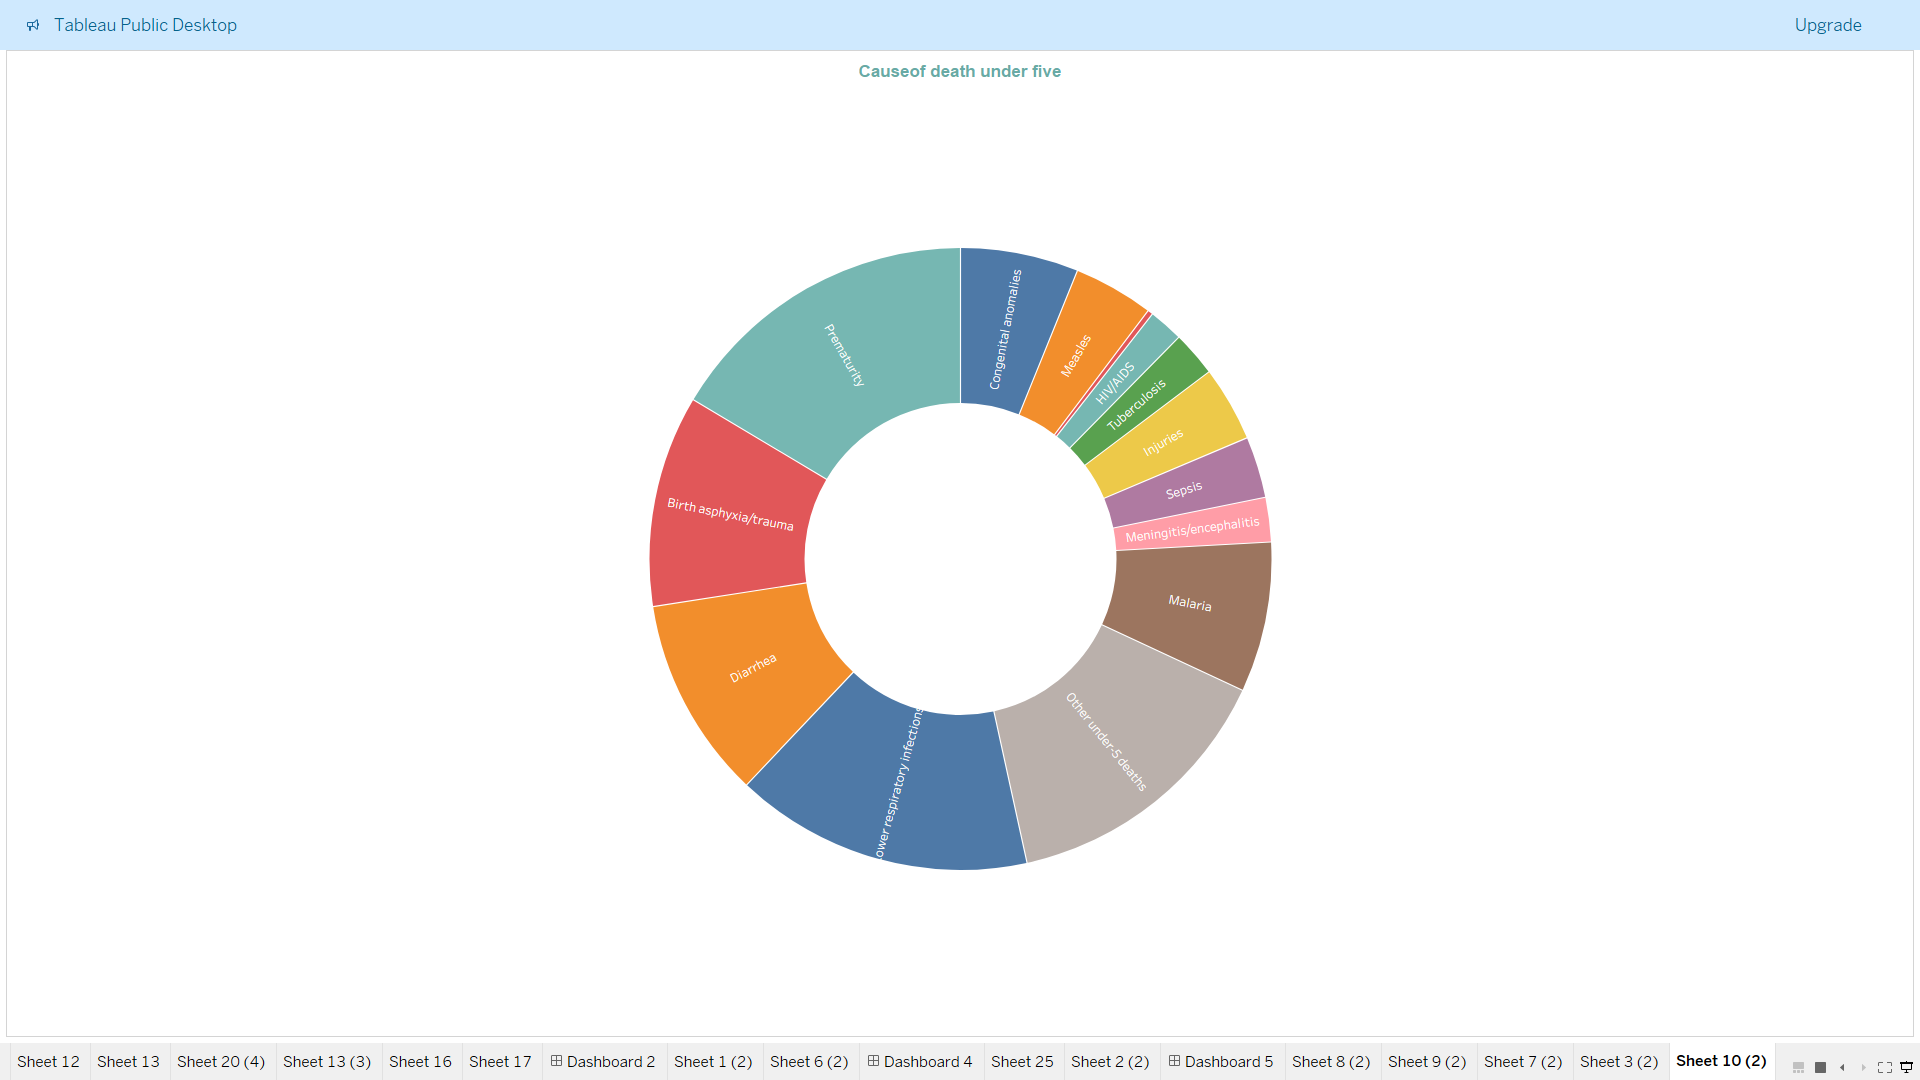 Tableau Public Desktop
Upgrade
Causeof death under five
Congenital anomalies
Measles
HIV/AIDS
Tuberculosis
Injuries
Sepsis
Meningitis/encephalitis
Malaria
Other under-5 deaths
ower respiratory infections
Diarrhea
Birth asphyxia/trauma
Prematurity
Sheet 12
Sheet 13
Sheet 20 (4)
Sheet 13 (3)
Sheet 16
Sheet 17
Dashboard 2
Sheet 1 (2)
Sheet 6 (2)
Dashboard 4
Sheet 25
Sheet 2 (2)
Dashboard 5
Sheet 8 (2)
Sheet 9 (2)
Sheet 7 (2)
Sheet 3 (2)
Sheet 10 (2)